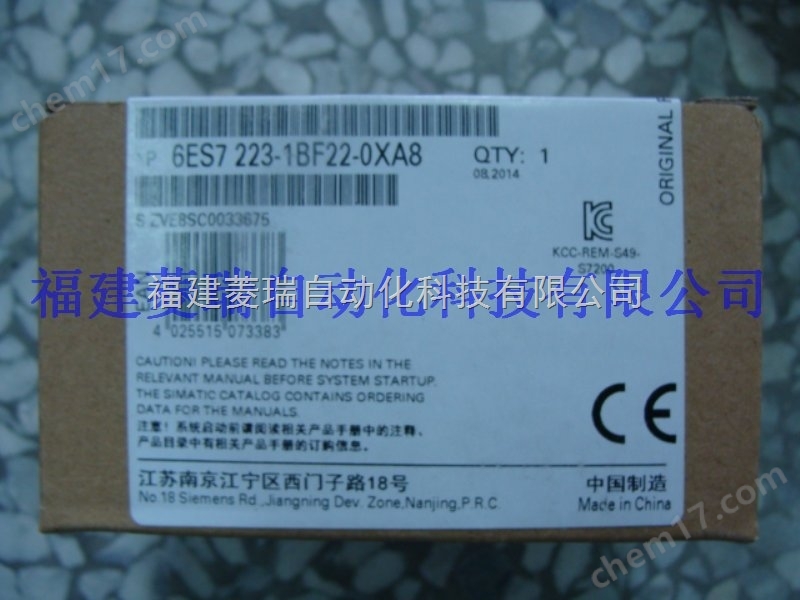 chem17.com
1P 6ES7 223-1BF22-0XA8
QTY: 1
08.2014
ORIGINAL
S ZVE8SC0033675
KCC-REM-S49-
S7200
福建菱瑞自动化科技有限公司
福建菱瑞自动化科技有限公司
4 025515 073383
CAUTION! PLEASE READ THE NOTES IN THE
RELEVANT MANUAL BEFORE SYSTEM STARTUP.
THE SIMATIC CATALOG CONTAINS ORDERING
DATA FOR THE MANUALS.
注意! 系统启动前请阅读相关产品手册中的注释,
产品目录中有相关产品手册的订购信息。
CE
江苏南京江宁区西门子路18号
中国制造
No.18 Siemens Rd.,Jiangning Dev. Zone,Nanjing,P.R.C
Made in China
chem17.com